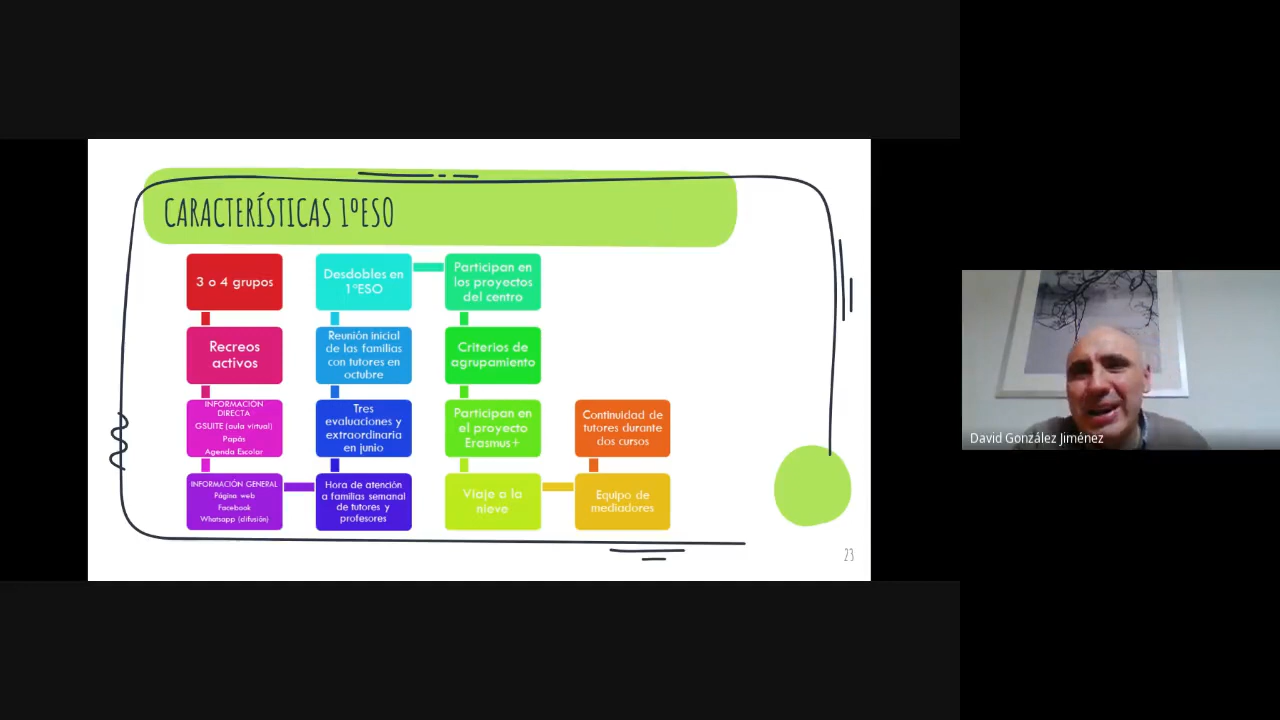 CARACTERÍSTICAS 1ºESO
3 o 4 grupos
Recreos
activos
INFORMACIÓN
DIRECTA
GSUITE (aula virtual)
Papás
Agenda Escolar
INFORMACIÓN GENERAL
Página web
Facebook
Whatsapp (difusión)
Hora de atención
a familias semanal
de tutores y
profesores
Tres
evaluaciones y
extraordinaria
en junio
Reunión inicial
de las familias
con tutores en
octubre
Desdobles en
1ºESO
Participan en
los proyectos
del centro
Criterios de
agrupamiento
Participan en
el proyecto
Erasmus+
Viaje a la
nieve
Equipo de
mediadores
Continuidad de
tutores durante
dos cursos
23
David González Jiménez